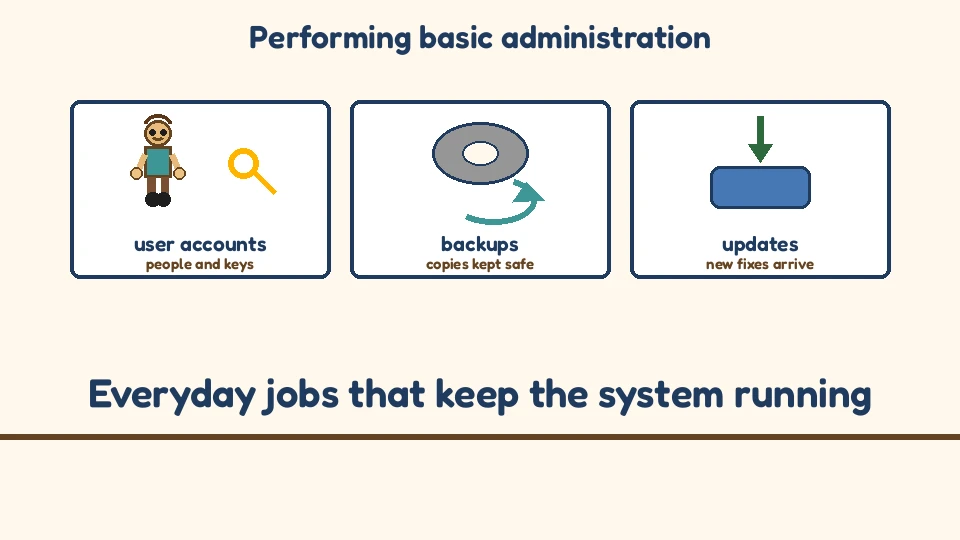 Performing basic administration
user accounts
people and keys
backups
copies kept safe
updates
new fixes arrive
Everyday jobs that keep the system running